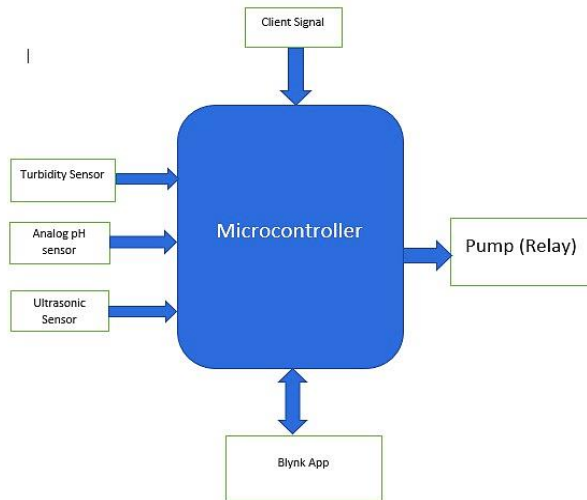 Client Signal
Turbidity Sensor
Analog pH
sensor
Ultrasonic
Sensor
Microcontroller
Pump (Relay)
Blynk App